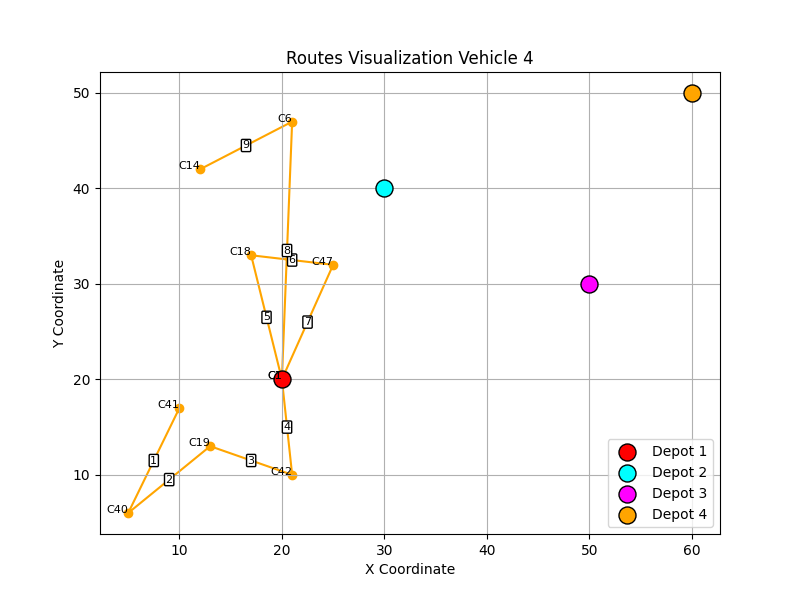 Routes Visualization Vehicle 4
50
40
30
20
10
Y Coordinate
C6
9
C14
C18
8
6
C47
5
7
C1
C41
4
C19
1
3
C42
2
C40
Depot 1
Depot 2
Depot 3
Depot 4
10
20
30
40
50
60
X Coordinate